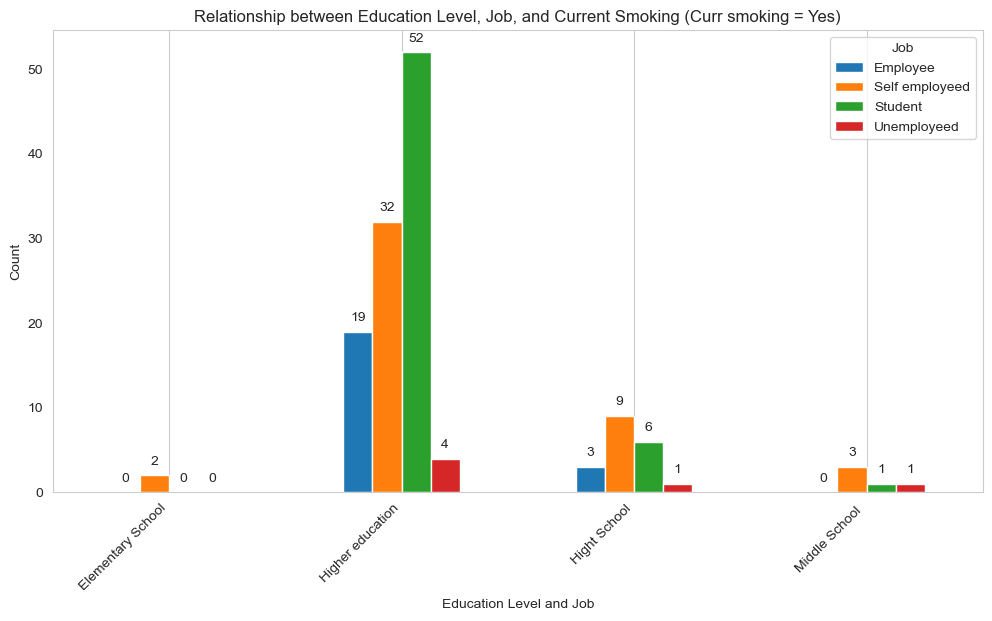 Relationship between Education Level, Job, and Current Smoking (Curr smoking = Yes)
Job
Employee
Self employeed
Student
Unemployeed
Count
50
40
30
20
10
0
0
2
0
0
19
32
52
4
3
9
6
1
0
3
1
1
Elementary School
Higher education
Hight School
Middle School
Education Level and Job